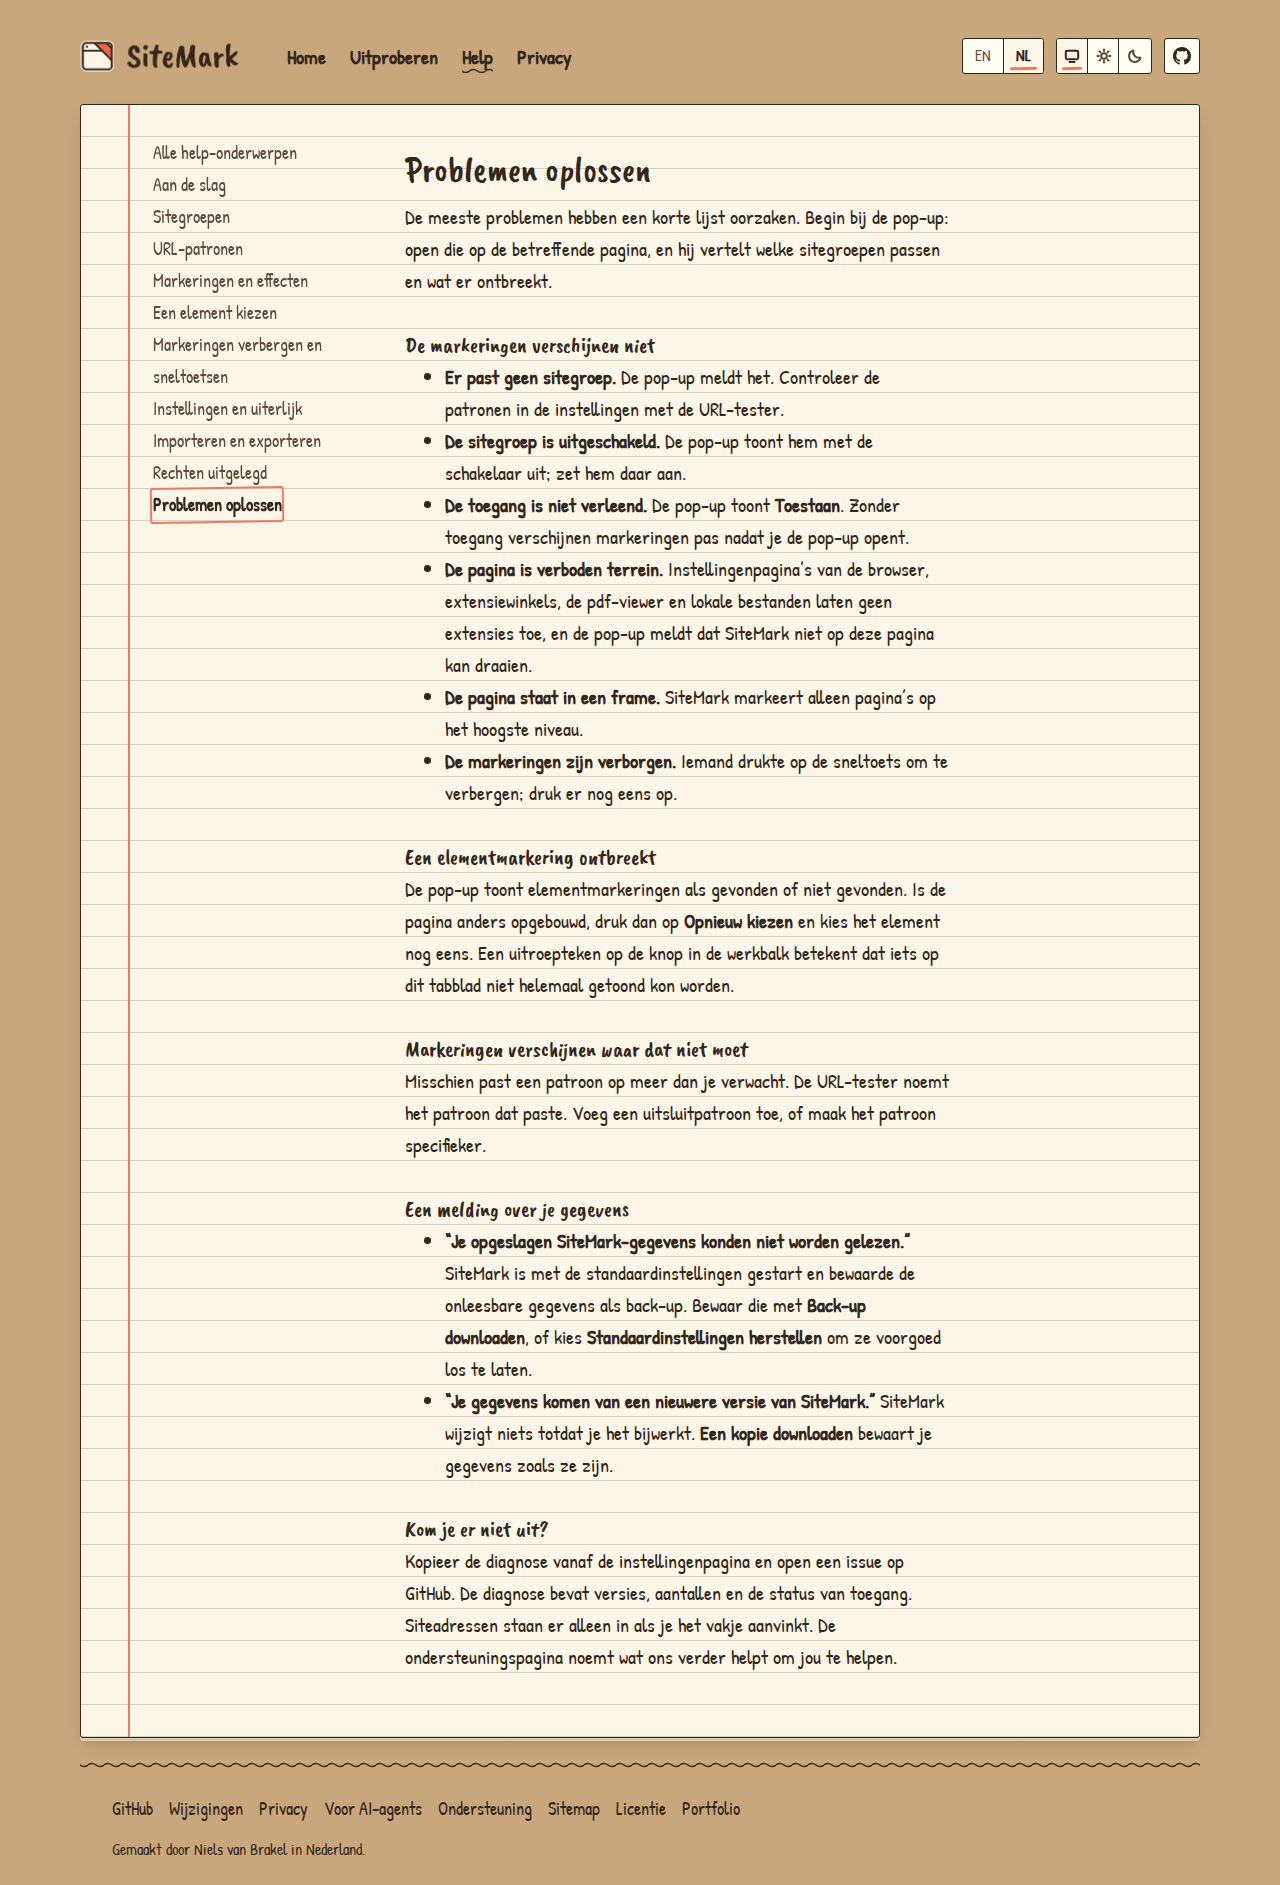 SiteMark
Home Uitproberen Help Privacy
EN NL
Alle help-onderwerpen
Aan de slag
Sitegroepen
URL-patronen
Markeringen en effecten
Een element kiezen
Markeringen verbergen en
sneltoetsen
Instellingen en uiterlijk
Importeren en exporteren
Rechten uitgelegd
Problemen oplossen
Problemen oplossen
De meeste problemen hebben een korte lijst oorzaken. Begin bij de pop-up:
open die op de betreffende pagina, en hij vertelt welke sitegroepen passen
en wat er ontbreekt.
De markeringen verschijnen niet
Er past geen sitegroep. De pop-up meldt het. Controleer de
patronen in de instellingen met de URL-tester.
De sitegroep is uitgeschakeld. De pop-up toont hem met de
schakelaar uit; zet hem daar aan.
De toegang is niet verleend. De pop-up toont Toestaan. Zonder
toegang verschijnen markeringen pas nadat je de pop-up opent.
De pagina is verboden terrein. Instellingenpagina's van de browser,
extensiewinkels, de pdf-viewer en lokale bestanden laten geen
extensies toe, en de pop-up meldt dat SiteMark niet op deze pagina
kan draaien.
De pagina staat in een frame. SiteMark markeert alleen pagina's op
het hoogste niveau.
De markeringen zijn verborgen. Iemand drukte op de sneltoets om te
verbergen; druk er nog eens op.
Een elementmarkering ontbreekt
De pop-up toont elementmarkeringen als gevonden of niet gevonden. Is de
pagina anders opgebouwd, druk dan op Opnieuw kiezen en kies het element
nog eens. Een uitroepteken op de knop in de werkbalk betekent dat iets op
dit tabblad niet helemaal getoond kon worden.
Markeringen verschijnen waar dat niet moet
Misschien past een patroon op meer dan je verwacht. De URL-tester noemt
het patroon dat paste. Voeg een uitsluitpatroon toe, of maak het patroon
specifieker.
Een melding over je gegevens
"Je opgeslagen SiteMark-gegevens konden niet worden gelezen."
SiteMark is met de standaardinstellingen gestart en bewaarde de
onleesbare gegevens als back-up. Bewaar die met Back-up
downloaden, of kies Standaardinstellingen herstellen om ze voorgoed
los te laten.
"Je gegevens komen van een nieuwere versie van SiteMark." SiteMark
wijzigt niets totdat je het bijwerkt. Een kopie downloaden bewaart je
gegevens zoals ze zijn.
Kom je er niet uit?
Kopieer de diagnose vanaf de instellingenpagina en open een issue op
GitHub. De diagnose bevat versies, aantallen en de status van toegang.
Siteadressen staan er alleen in als je het vakje aanvinkt. De
ondersteuningspagina noemt wat ons verder helpt om jou te helpen.
GitHub Wijzigingen Privacy Voor AI-agents Ondersteuning Sitemap Licentie Portfolio
Gemaakt door Niels van Brakel in Nederland.